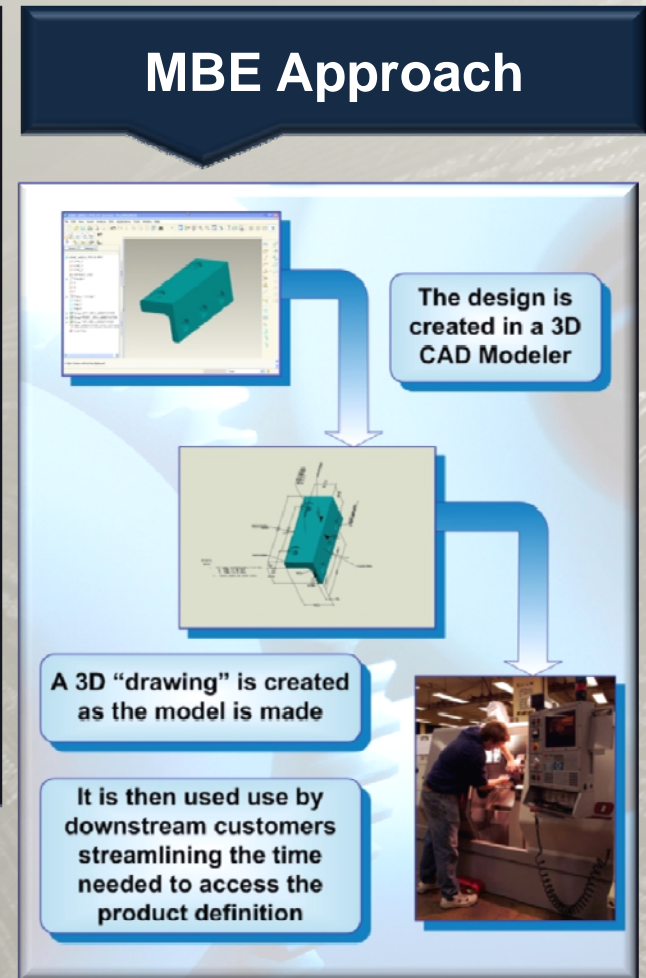 MBE Approach
The design is
created in a 3D
CAD Modeler
A 3D “drawing” is created
as the model is made
It is then used use by
downstream customers
streamlining the time
needed to access the
product definition